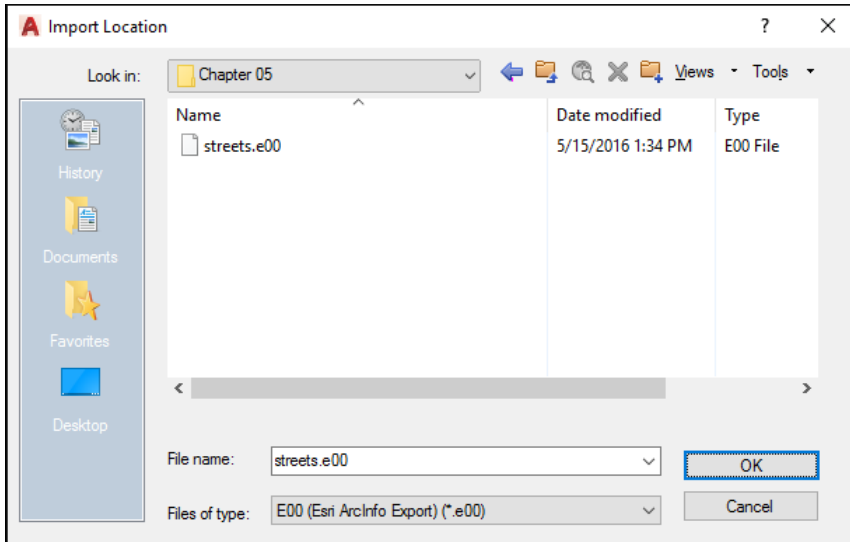 Import Location
?
Look in: Chapter 05 Views Tools
Name Date modified Type
streets.e00 5/15/2016 1:34 PM E00 File
History
Documents
Favorites
Desktop
File name: streets.e00 OK
Files of type: E00 (Esri ArcInfo Export) (*.e00) Cancel